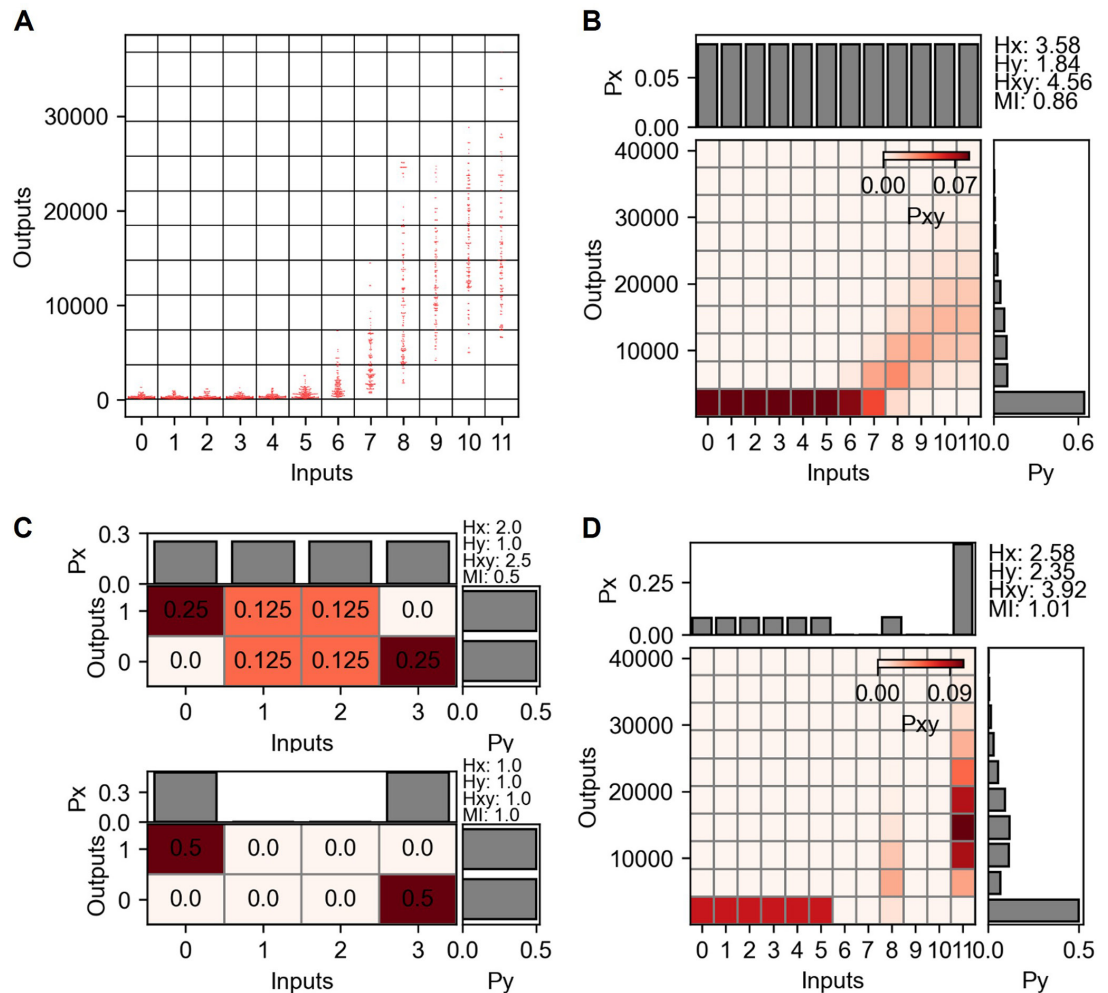 A
Outputs
30000
20000
10000
0
0 1 2 3 4 5 6 7 8 9 10 11
Inputs
B
Px
0.05
0.00
Hx: 3.58
Hy: 1.84
Hxy: 4.56
MI: 0.86
Outputs
40000
30000
20000
10000
0.00 0.07
Pxy
0 1 2 3 4 5 6 7 8 9 10 11
Inputs
0.0 0.6
Py
C
Px
0.3
0.0
Hx: 2.0
Hy: 1.0
Hxy: 2.5
MI: 0.5
Outputs
1
0
0.25 0.125 0.125 0.0
0.0 0.125 0.125 0.25
0 1 2 3
Inputs
0.0 0.5
Py
Px
0.3
0.0
Hx: 1.0
Hy: 1.0
Hxy: 1.0
MI: 1.0
Outputs
1
0
0.5 0.0 0.0 0.0
0.0 0.0 0.0 0.5
0 1 2 3
Inputs
0.0 0.5
Py
D
Px
0.25
0.00
Hx: 2.58
Hy: 2.35
Hxy: 3.92
MI: 1.01
Outputs
40000
30000
20000
10000
0.00 0.09
Pxy
0 1 2 3 4 5 6 7 8 9 10 11
Inputs
0.0 0.5
Py